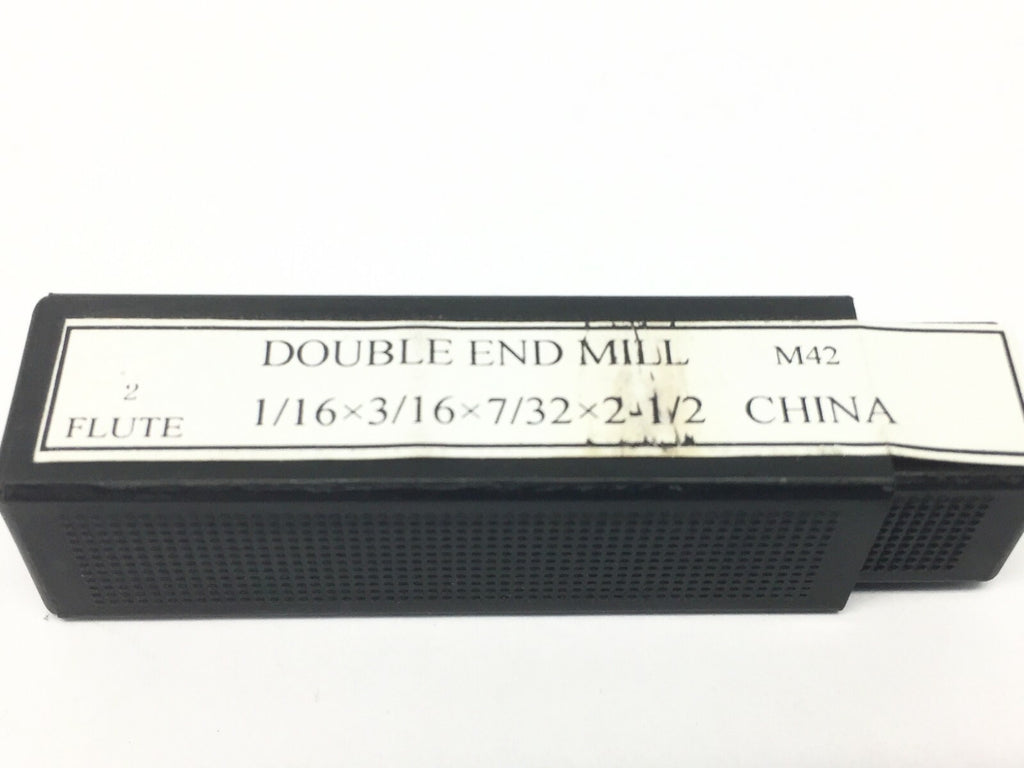 DOUBLE END MILL M42
2
1/16×3/16×7/32×2-1/2 CHINA
FLUTE